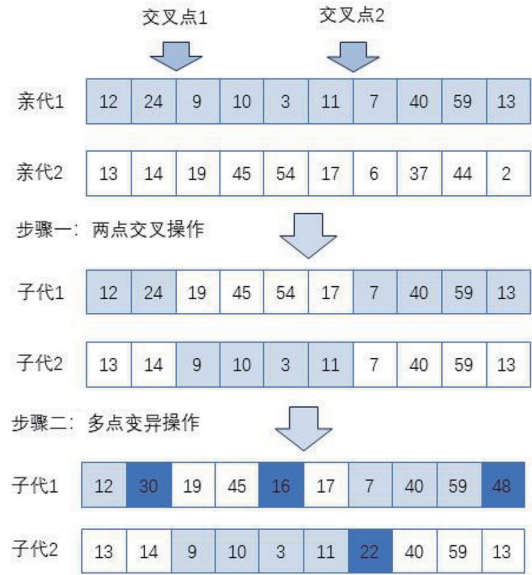 交叉点1 交叉点2
亲代1 12 24 9 10 3 11 7 40 59 13
亲代2 13 14 19 45 54 17 6 37 44 2
步骤一：两点交叉操作
子代1 12 24 19 45 54 17 7 40 59 13
子代2 13 14 9 10 3 11 7 40 59 13
步骤二：多点变异操作
子代1 12 30 19 45 16 17 7 40 59 48
子代2 13 14 9 10 3 11 22 40 59 13